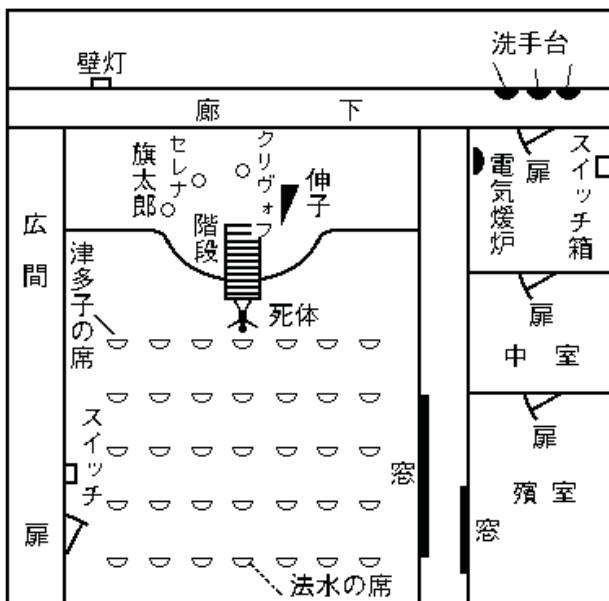 洗手台
壁灯
廊下
クリヴォフ
セレナ
旗太郎
伸子
階段
扉
スイッチ箱
電気煖炉
広間
津多子の席
死体
扉
中室
スイッチ
扉
窓
殯室
扉
窓
法水の席